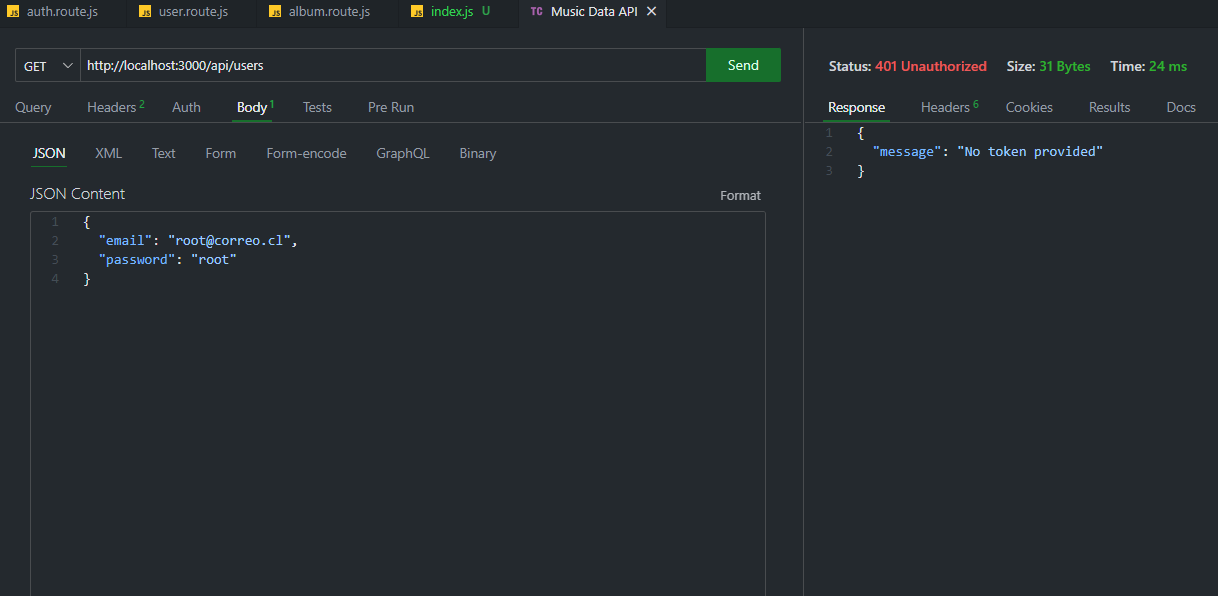 JS auth.route.js JS user.route.js JS album.route.js JS index.js U TC Music Data API
GET http://localhost:3000/api/users Send
Status: 401 Unauthorized Size: 31 Bytes Time: 24 ms
Query Headers 2 Auth Body 1 Tests Pre Run
Response Headers 6 Cookies Results Docs
JSON XML Text Form Form-encode GraphQL Binary
JSON Content Format
1 {
2 "email": "root@correo.cl",
3 "password": "root"
4 }
1 {
2 "message": "No token provided"
3 }